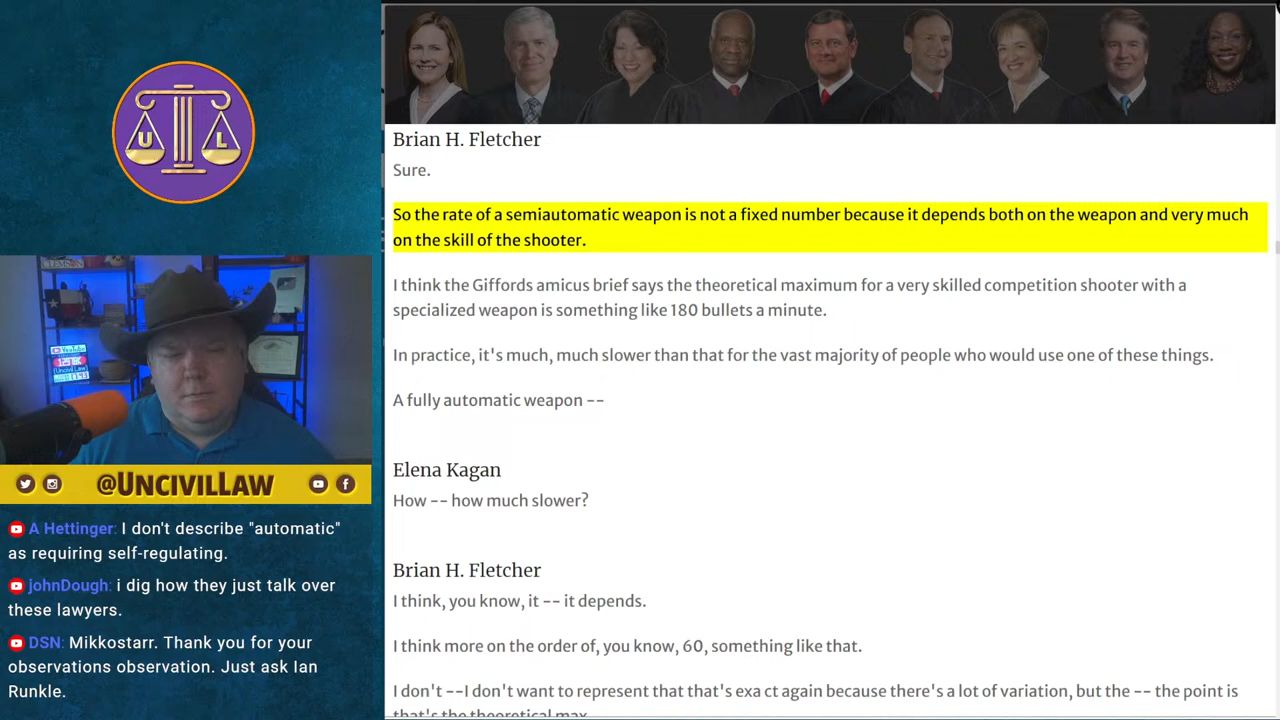 U L
@UNCIVILLAW
A Hettinger: I don't describe "automatic"
as requiring self-regulating.
johnDough: i dig how they just talk over
these lawyers.
DSN: Mikkostarr. Thank you for your
observations observation. Just ask Ian
Runkle.
Brian H. Fletcher
Sure.
So the rate of a semiautomatic weapon is not a fixed number because it depends both on the weapon and very much
on the skill of the shooter.
I think the Giffords amicus brief says the theoretical maximum for a very skilled competition shooter with a
specialized weapon is something like 180 bullets a minute.
In practice, it's much, much slower than that for the vast majority of people who would use one of these things.
A fully automatic weapon --
Elena Kagan
How -- how much slower?
Brian H. Fletcher
I think, you know, it -- it depends.
I think more on the order of, you know, 60, something like that.
I don't --I don't want to represent that that's exa ct again because there's a lot of variation, but the -- the point is
that's the theoretical max